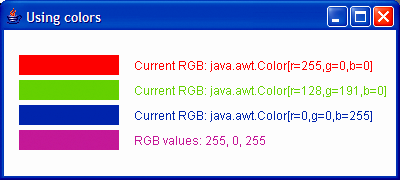 Using colors
Current RGB: java.awt.Color[r=255,g=0,b=0]
Current RGB: java.awt.Color[r=128,g=191,b=0]
Current RGB: java.awt.Color[r=0,g=0,b=255]
RGB values: 255, 0, 255